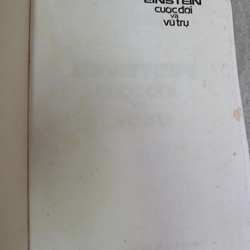 EINSTEIN
cuộc đời
và
vũ trụ